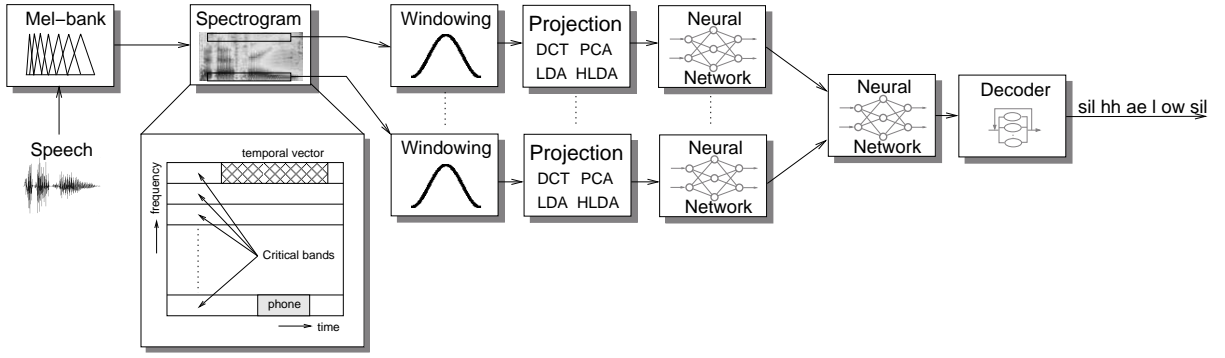 Mel-bank
Speech
Spectrogram
temporal vector
frequency
Critical bands
phone
time
Windowing
Projection
DCT PCA
LDA HLDA
Neural
Network
Windowing
Projection
DCT PCA
LDA HLDA
Neural
Network
Neural
Network
Decoder
sil hh ae l ow sil